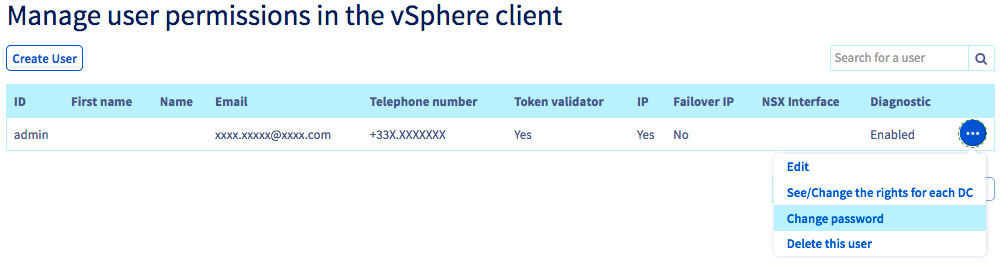 Manage user permissions in the vSphere client
Create User
Search for a user
ID First name Name Email Telephone number Token validator IP Failover IP NSX Interface Diagnostic
admin xxxx.xxxxx@xxxx.com +33X.XXXXXXX Yes Yes No Enabled
Edit
See/Change the rights for each DC
Change password
Delete this user